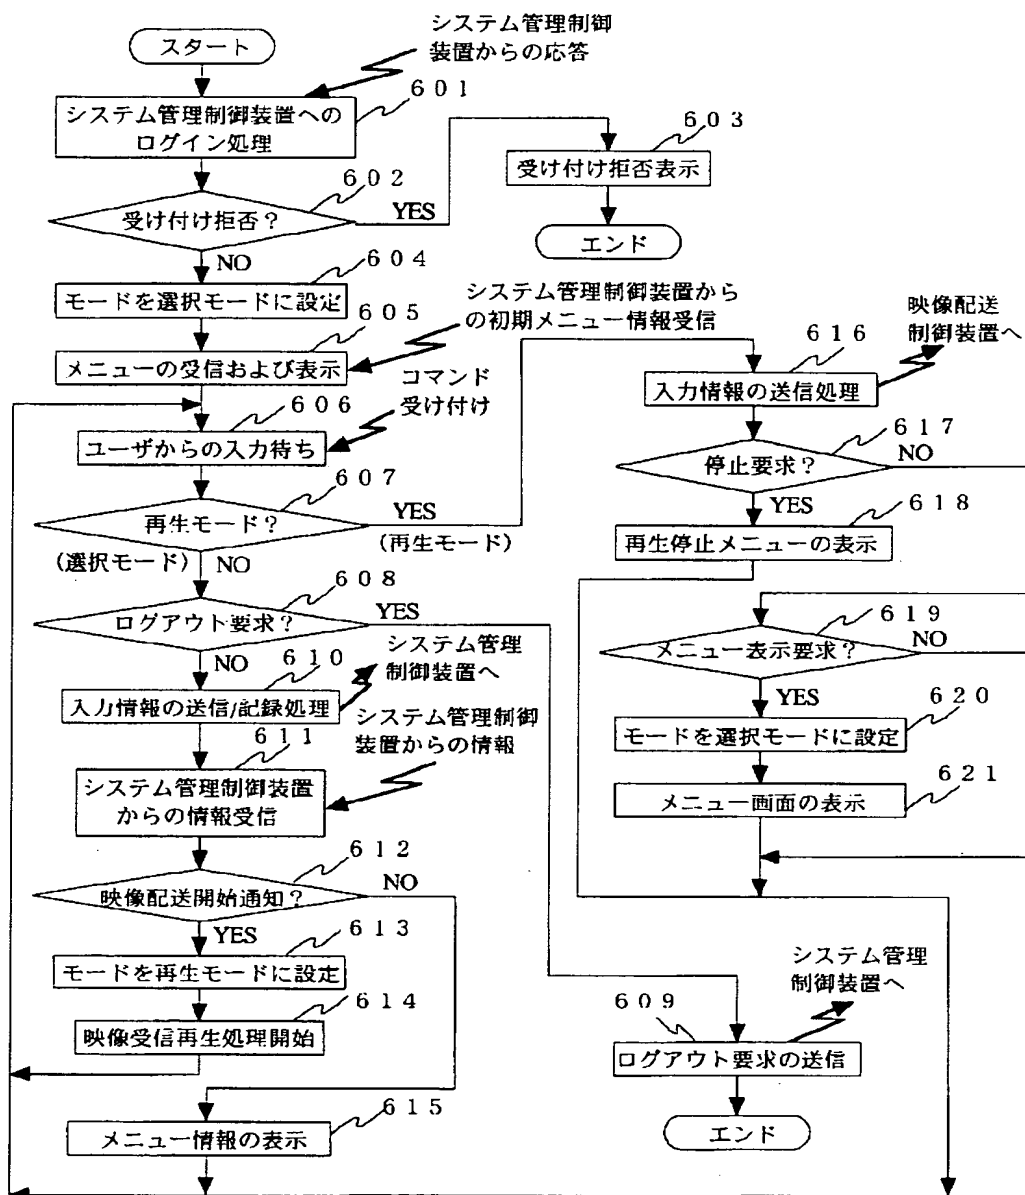 スタート
システム管理制御
装置からの応答
601
システム管理制御装置への
ログイン処理
602
受け付け拒否?
YES
NO
603
受け付け拒否表示
エンド
604
モードを選択モードに設定
605
メニューの受信および表示
システム管理制御装置から
の初期メニュー情報受信
コマンド
受け付け
606
ユーザからの入力待ち
607
再生モード?
YES
(再生モード)
(選択モード)
NO
608
ログアウト要求?
YES
NO
システム管理
制御装置へ
610
入力情報の送信/記録処理
システム管理制御
装置からの情報
611
システム管理制御装置
からの情報受信
612
映像配送開始通知?
NO
YES
613
モードを再生モードに設定
614
映像受信再生処理開始
615
メニュー情報の表示
映像配送
制御装置へ
616
入力情報の送信処理
617
停止要求?
NO
YES
618
再生停止メニューの表示
619
メニュー表示要求?
NO
YES
620
モードを選択モードに設定
621
メニュー画面の表示
システム管理
制御装置へ
609
ログアウト要求の送信
エンド